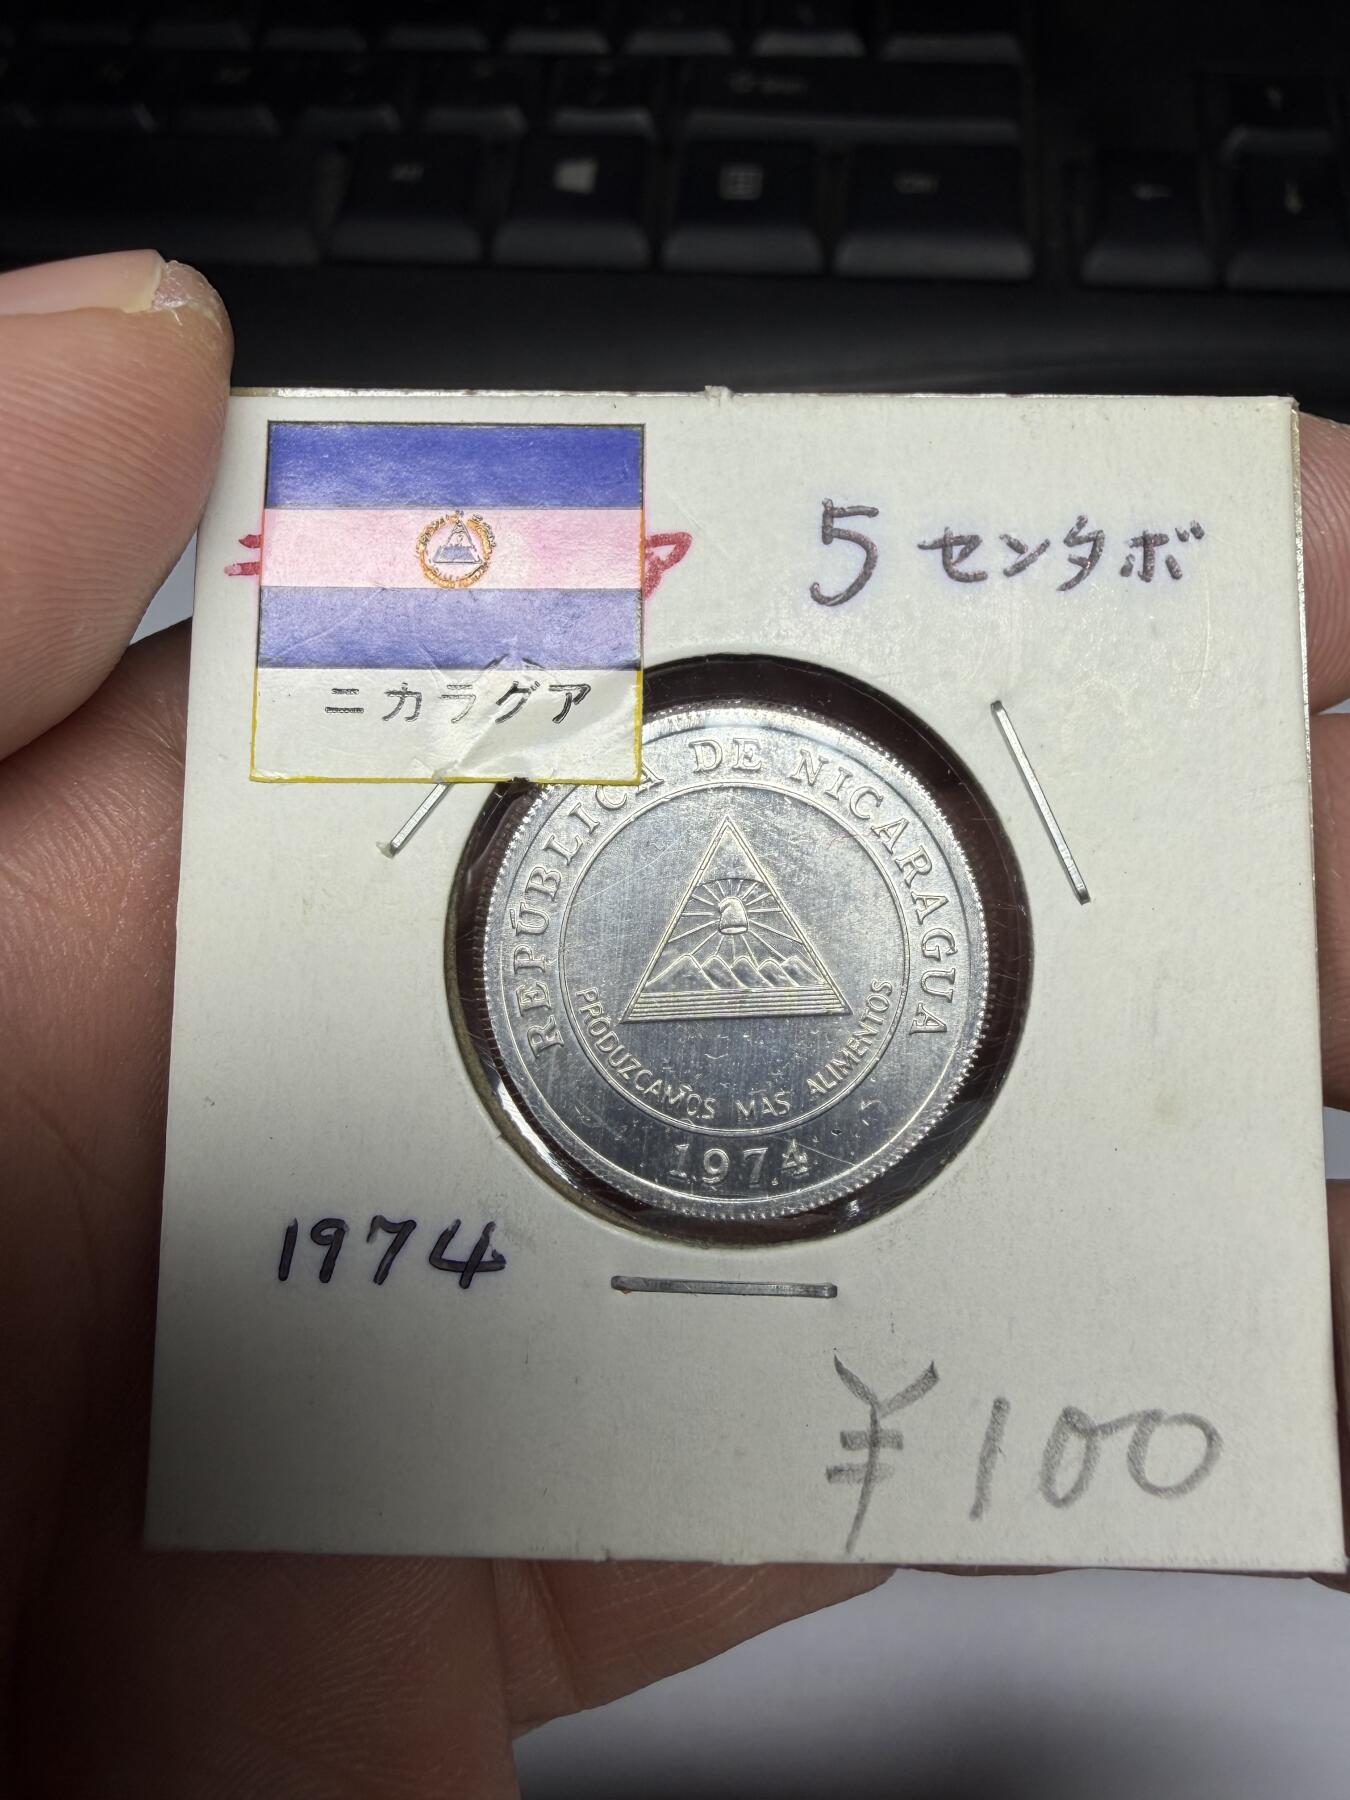 ニカラグア
5 センタボ
REPÚBLICA DE NICARAGUA
PRODUZCAMOS MAS ALIMENTOS
1974
1974
¥100